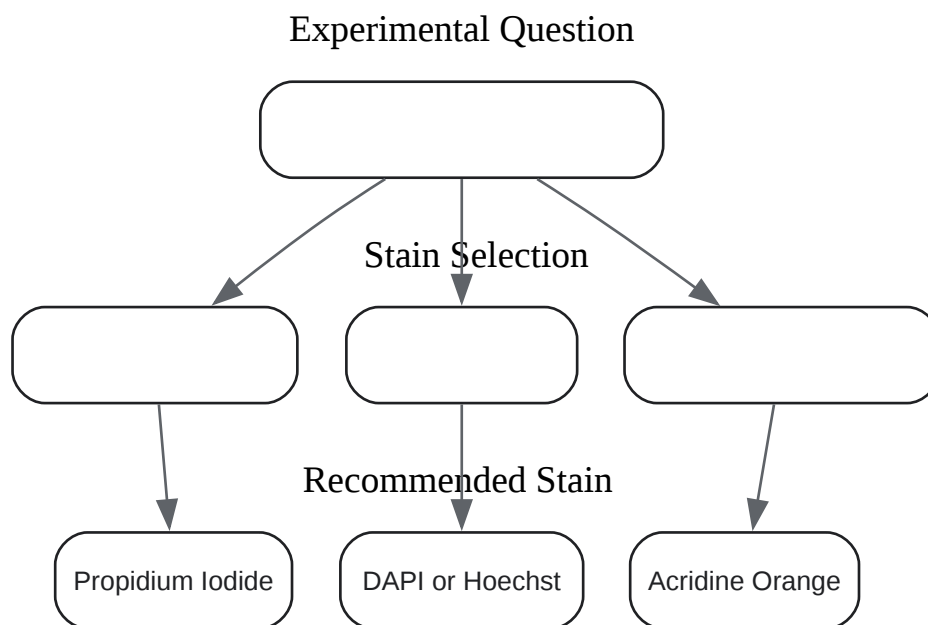 Experimental Question
Stain Selection
Recommended Stain
Propidium Iodide
DAPI or Hoechst
Acridine Orange